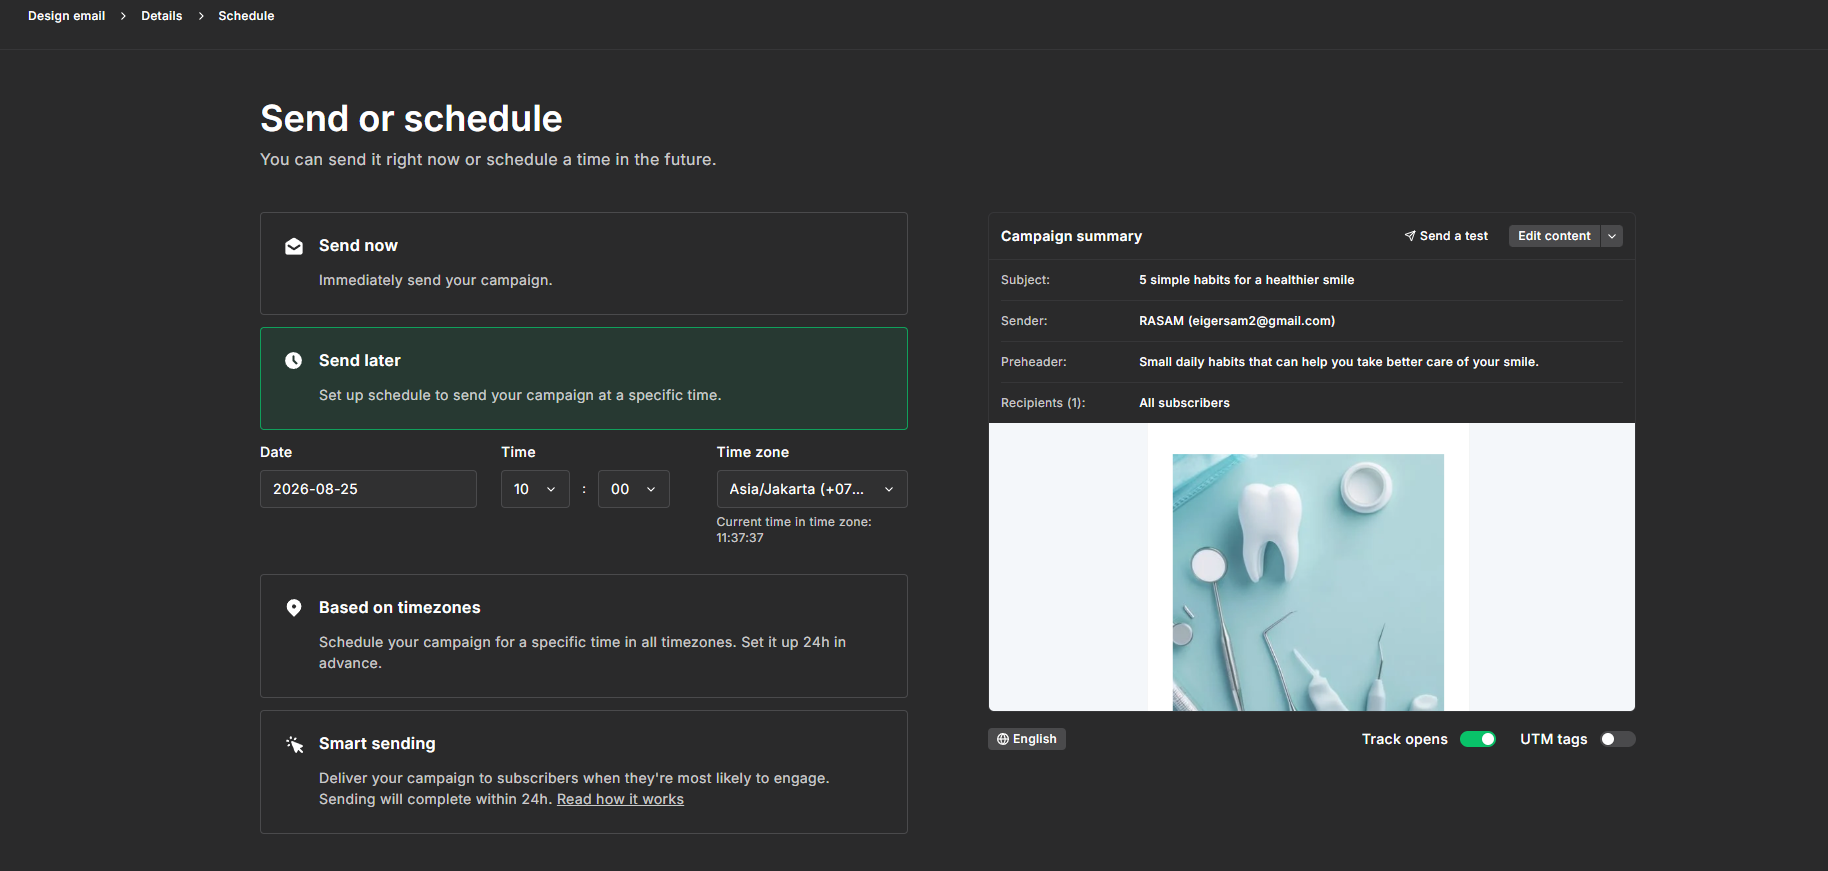 Design email > Details > Schedule
Send or schedule
You can send it right now or schedule a time in the future.
Send now
Immediately send your campaign.
Send later
Set up schedule to send your campaign at a specific time.
Date
Time
Time zone
2026-08-25
10 : 00
Asia/Jakarta (+07...
Current time in time zone:
11:37:37
Based on timezones
Schedule your campaign for a specific time in all timezones. Set it up 24h in
advance.
Smart sending
Deliver your campaign to subscribers when they're most likely to engage.
Sending will complete within 24h. Read how it works
Campaign summary
Send a test
Edit content
Subject: 5 simple habits for a healthier smile
Sender: RASAM (eigersam2@gmail.com)
Preheader: Small daily habits that can help you take better care of your smile.
Recipients (1): All subscribers
English
Track opens
UTM tags